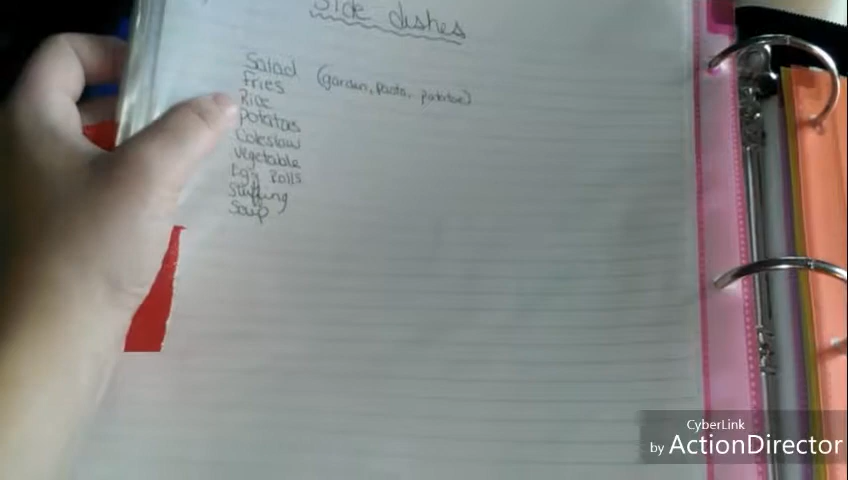 Side dishes
Salad (garden, pasta, potatoe)
Fries
Rice
Potatoes
Coleslaw
Vegetable
Egg Rolls
Stuffing
Soup
CyberLink
by ActionDirector